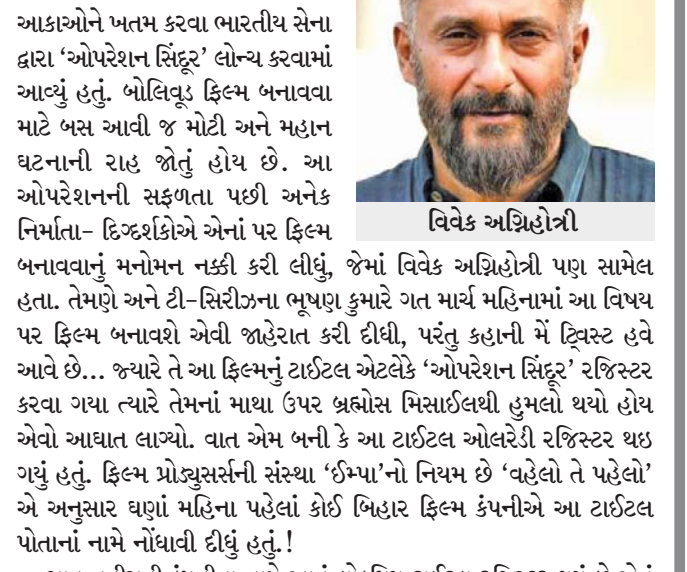 આકાઓને ખતમ કરવા ભારતીય સેના
દ્વારા ‘ઓપરેશન સિંદૂર’ લોન્ચ કરવામાં
આવ્યું હતું. બોલિવૂડ ફિલ્મ બનાવવા
માટે બસ આવી જ મોટી અને મહાન
ઘટનાની રાહ જોતું હોય છે. આ
ઓપરેશનની સફળતા પછી અનેક
નિર્માતા- દિગ્દર્શકોએ એનાં પર ફિલ્મ
વિવેક અગ્નિહોત્રી
બનાવવાનું મનોમન નક્કી કરી લીધું, જેમાં વિવેક અગ્નિહોત્રી પણ સામેલ
હતા. તેમણે અને ટી-સિરીઝના ભૂષણ કુમારે ગત માર્ચ મહિનામાં આ વિષય
પર ફિલ્મ બનાવશે એવી જાહેરાત કરી દીધી, પરંતુ કહાની મેં ટ્વિસ્ટ હવે
આવે છે... જ્યારે તે આ ફિલ્મનું ટાઈટલ એટલેકે ‘ઓપરેશન સિંદૂર’ રજિસ્ટર
કરવા ગયા ત્યારે તેમનાં માથા ઉપર બ્રહ્મોસ મિસાઈલથી હુમલો થયો હોય
એવો આઘાત લાગ્યો. વાત એમ બની કે આ ટાઈટલ ઓલરેડી રજિસ્ટર થઇ
ગયું હતું. ફિલ્મ પ્રોડ્યુસર્સની સંસ્થા ‘ઈમ્પા’નો નિયમ છે ‘વહેલો તે પહેલો’
એ અનુસાર ઘણાં મહિના પહેલાં કોઈ બિહાર ફિલ્મ કંપનીએ આ ટાઈટલ
પોતાનાં નામે નોંધાવી દીધું હતું.!